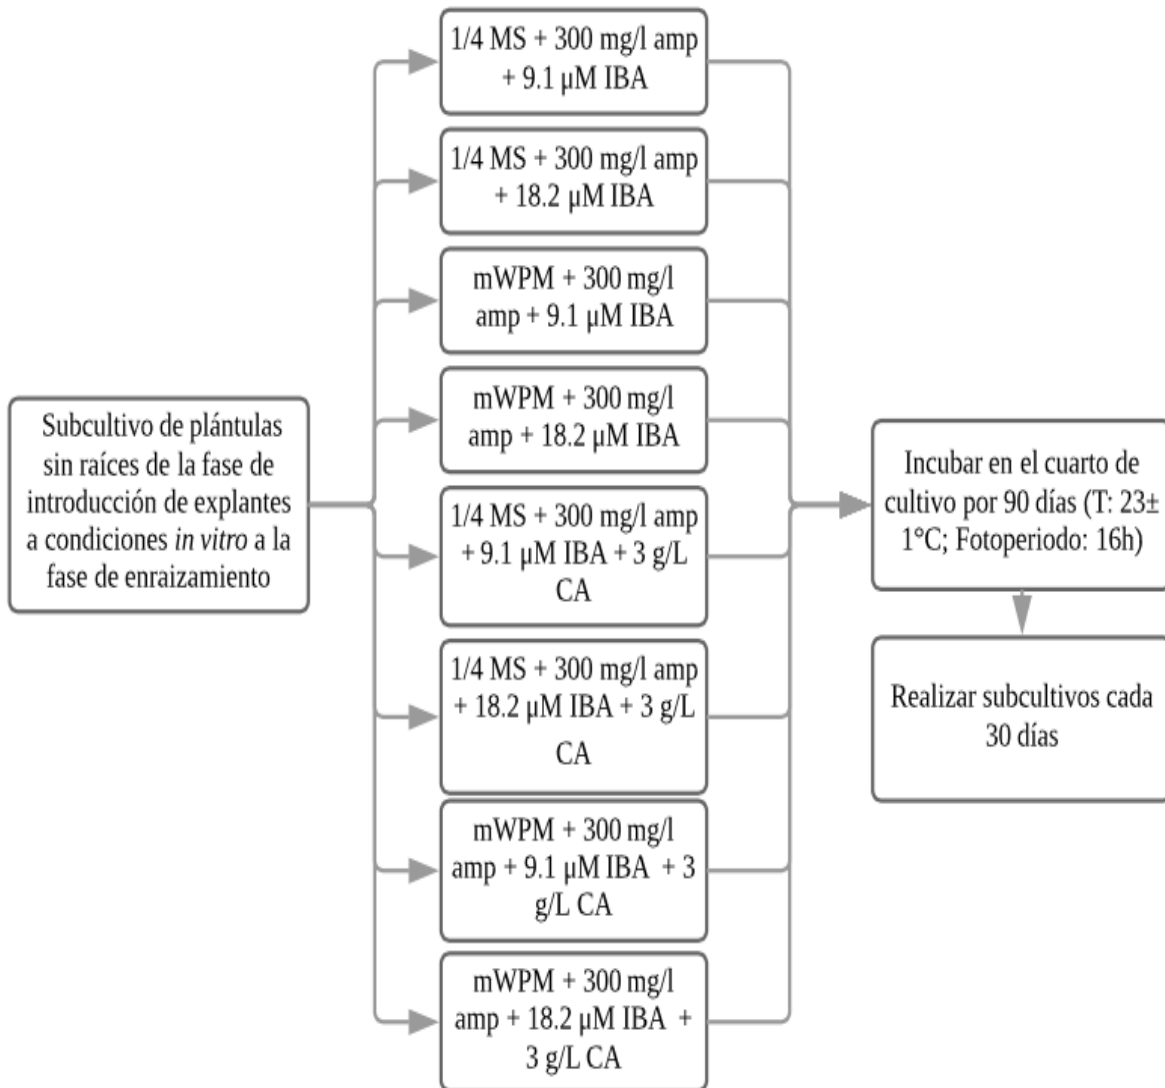 Subcultivo de plántulas
sin raíces de la fase de
introducción de explantes
a condiciones in vitro a la
fase de enraizamiento
1/4 MS + 300 mg/l amp
+ 9.1 μM IBA
1/4 MS + 300 mg/l amp
+ 18.2 μM IBA
mWPM + 300 mg/l
amp + 9.1 μM IBA
mWPM + 300 mg/l
amp + 18.2 μM IBA
1/4 MS + 300 mg/l amp
+ 9.1 μM IBA + 3 g/L
CA
1/4 MS + 300 mg/l amp
+ 18.2 μM IBA + 3 g/L
CA
mWPM + 300 mg/l
amp + 9.1 μM IBA + 3
g/L CA
mWPM + 300 mg/l
amp + 18.2 μM IBA +
3 g/L CA
Incubar en el cuarto de
cultivo por 90 días (T: 23±
1°C; Fotoperiodo: 16h)
Realizar subcultivos cada
30 días